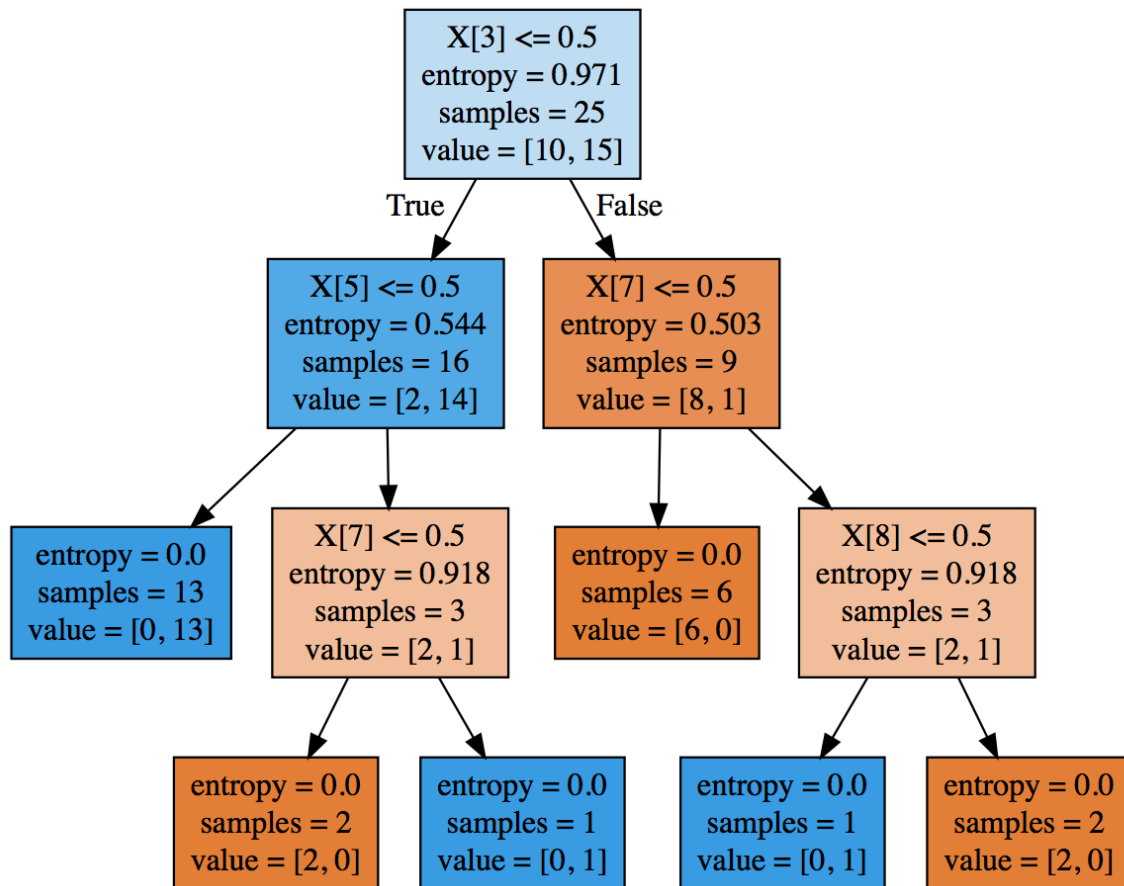 X[3] <= 0.5
entropy = 0.971
samples = 25
value = [10, 15]
True
False
X[5] <= 0.5
entropy = 0.544
samples = 16
value = [2, 14]
X[7] <= 0.5
entropy = 0.503
samples = 9
value = [8, 1]
entropy = 0.0
samples = 13
value = [0, 13]
X[7] <= 0.5
entropy = 0.918
samples = 3
value = [2, 1]
entropy = 0.0
samples = 6
value = [6, 0]
X[8] <= 0.5
entropy = 0.918
samples = 3
value = [2, 1]
entropy = 0.0
samples = 2
value = [2, 0]
entropy = 0.0
samples = 1
value = [0, 1]
entropy = 0.0
samples = 1
value = [0, 1]
entropy = 0.0
samples = 2
value = [2, 0]